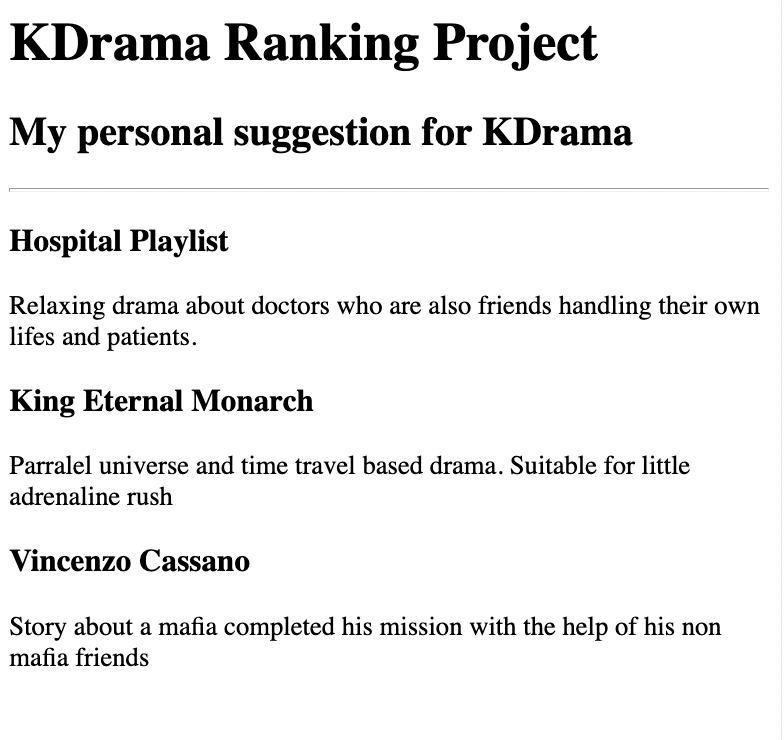 KDrama Ranking Project
My personal suggestion for KDrama
Hospital Playlist
Relaxing drama about doctors who are also friends handling their own
lifes and patients.
King Eternal Monarch
Parralel universe and time travel based drama. Suitable for little
adrenaline rush
Vincenzo Cassano
Story about a mafia completed his mission with the help of his non
mafia friends